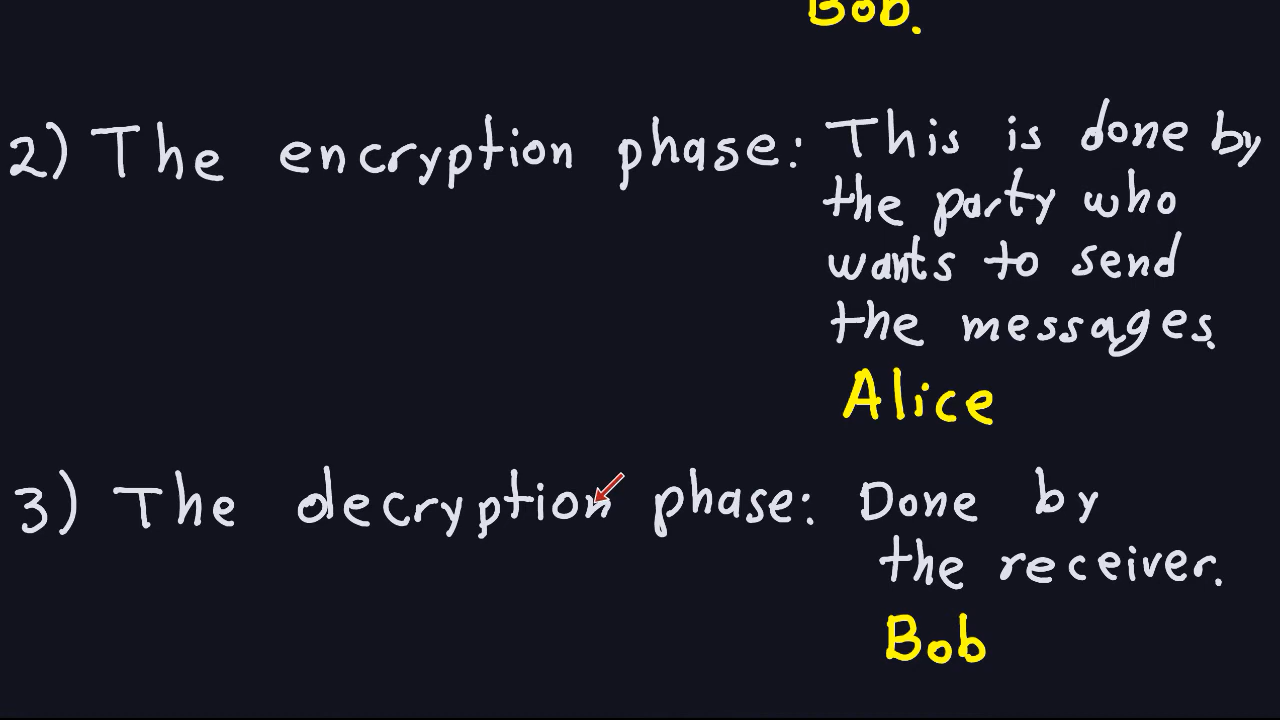 Bob.
2) The encryption phase: This is done by
the party who
wants to send
the messages.
Alice
3) The decryption phase: Done by
the receiver.
Bob